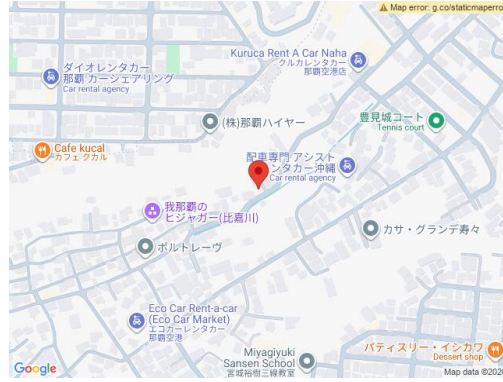 Map error: g.co/staticmaperro
Kuruca Rent A Car Naha
クルカレンタカー
那覇空港店
ダイオレンタカー
那覇 カーシェアリング
Car rental agency
(株)那覇ハイヤー
豊見城コート
Tennis court
Cafe kucal
カフェ クカル
配車専門 アシスト
ンタカー沖縄
Car rental agency
我那覇の
ヒジャガー(比嘉川)
カサ・グランデ寿々
ポルトレーヴ
Eco Car Rent-a-car
(Eco Car Market)
エコカーレンタカー
那覇空港
Miyagiyuki
Sansen School
宮城裕樹三線教室
パティスリー・イシカワ
Dessert shop
Google
Map data ©202